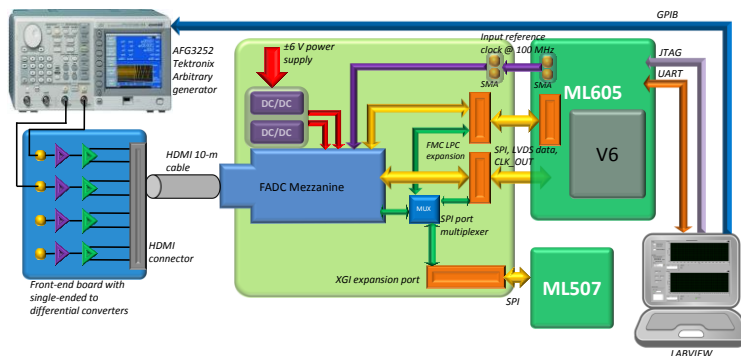 GPIB
AFG3252
Tektronix
Arbitrary
generator
±6 V power
supply
Input reference
clock @ 100 MHz
JTAG
UART
SMA
SMA
ML605
DC/DC
DC/DC
HDMI 10-m
cable
FADC Mezzanine
FMC LPC
expansion
SPI, LVDS data,
CLK_OUT
V6
MUX
SPI port
multiplexer
HDMI
connector
XGI expansion port
SPI
ML507
Front-end board with
single-ended to
differential converters
LABVIEW